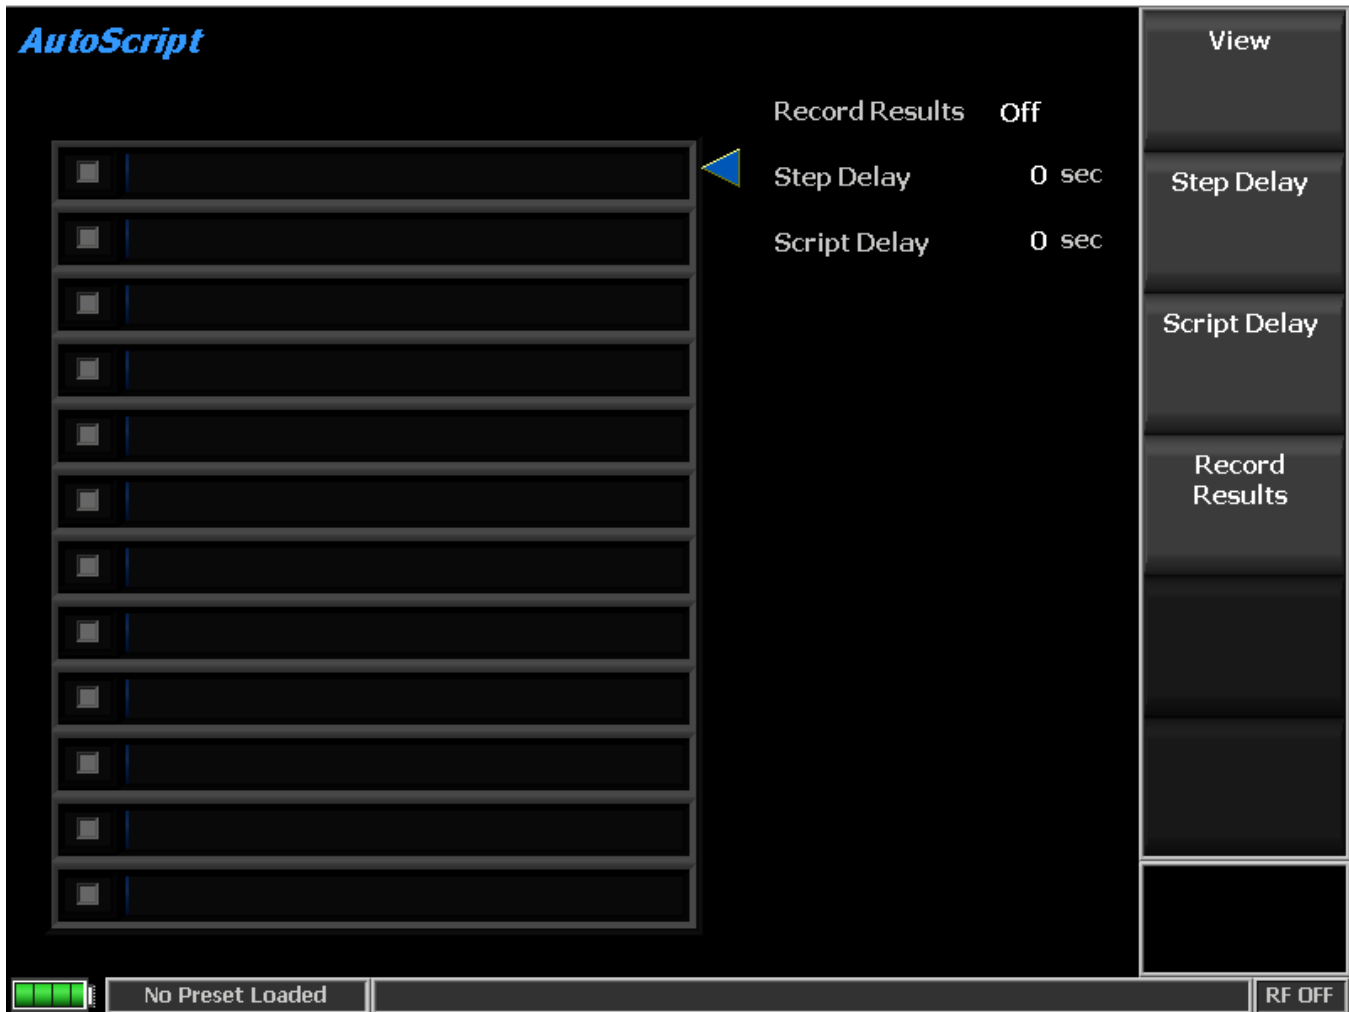 AutoScript
Record Results Off
Step Delay 0 sec
Script Delay 0 sec
View
Step Delay
Script Delay
Record
Results
No Preset Loaded
RF OFF